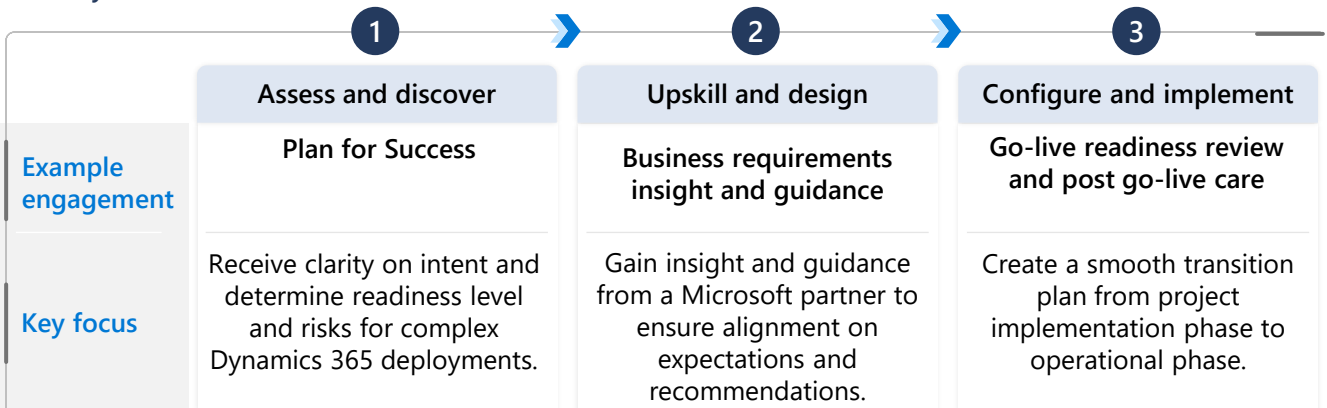 1
2
3
Assess and discover
Upskill and design
Configure and implement
Example
engagement
Plan for Success
Business requirements
insight and guidance
Go-live readiness review
and post go-live care
Key focus
Receive clarity on intent and
determine readiness level
and risks for complex
Dynamics 365 deployments.
Gain insight and guidance
from a Microsoft partner to
ensure alignment on
expectations and
recommendations.
Create a smooth transition
plan from project
implementation phase to
operational phase.